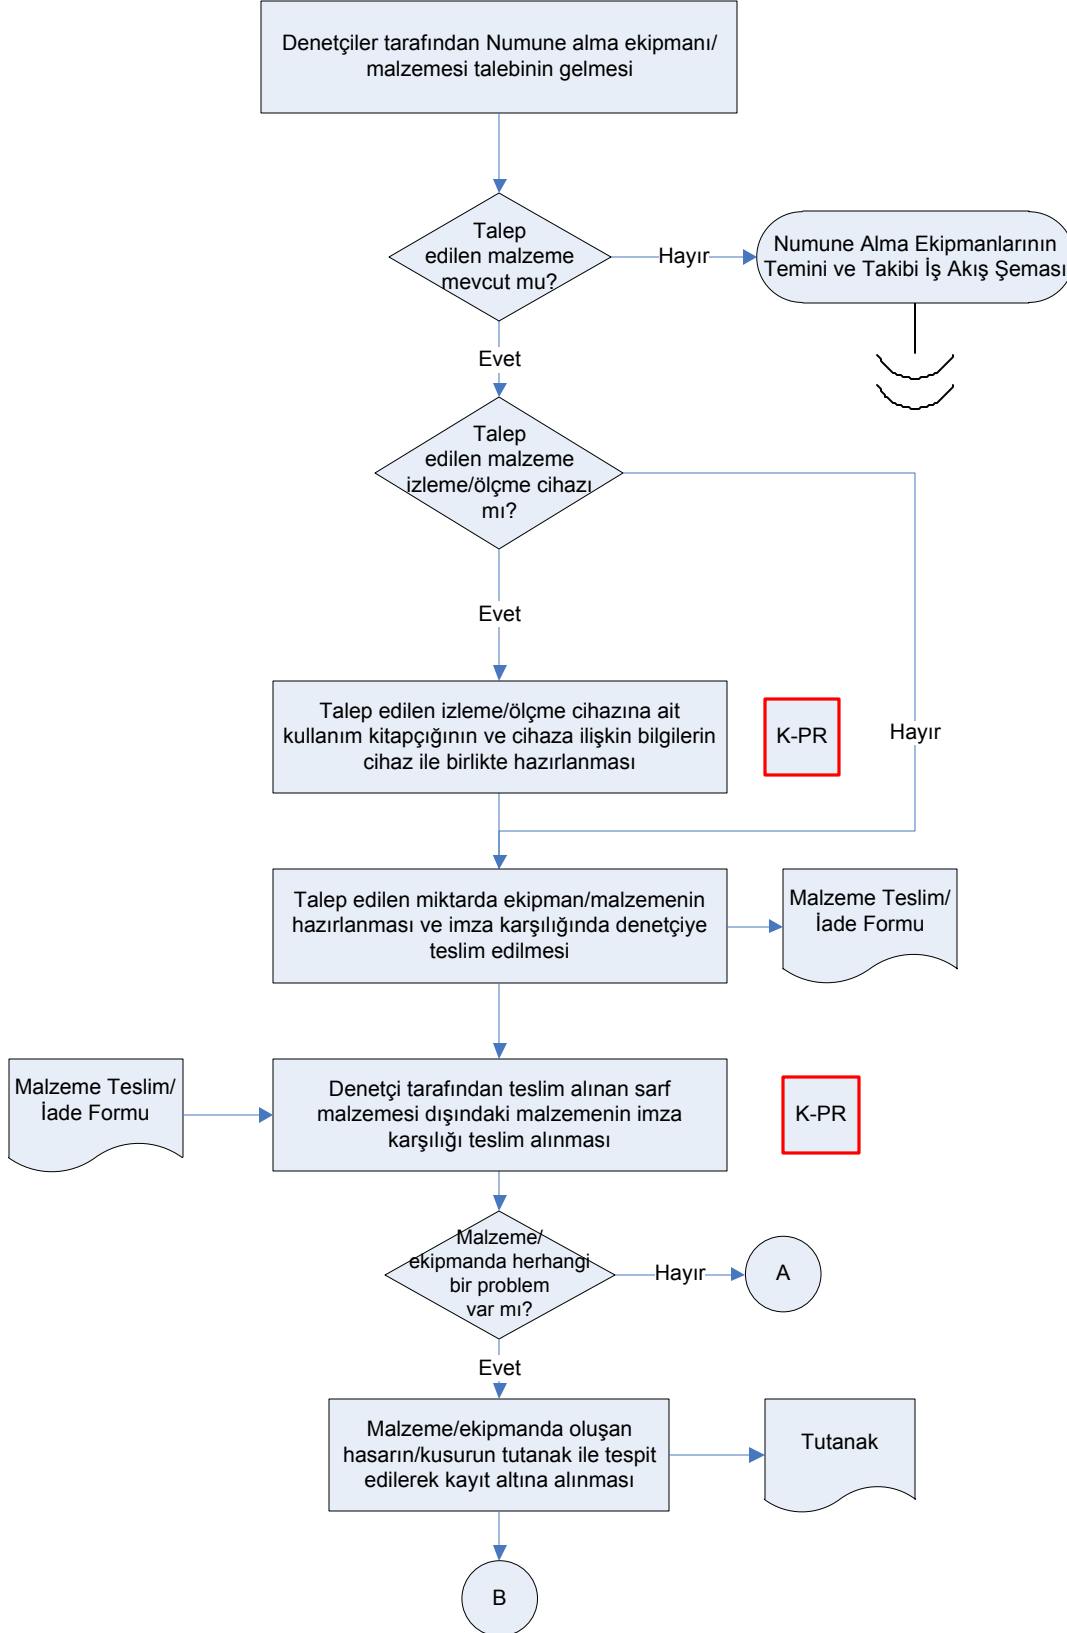 Denetçiler tarafından Numune alma ekipmanı/
malzemesi talebinin gelmesi
Talep
edilen malzeme
mevcut mu?
Hayır
Numune Alma Ekipmanlarının
Temini ve Takibi İş Akış Şeması
Evet
Talep
edilen malzeme
izleme/ölçme cihazı
mı?
Evet
Talep edilen izleme/ölçme cihazına ait
kullanım kitapçığının ve cihaza ilişkin bilgilerin
cihaz ile birlikte hazırlanması
K-PR
Hayır
Talep edilen miktarda ekipman/malzemenin
hazırlanması ve imza karşılığında denetçiye
teslim edilmesi
Malzeme Teslim/
İade Formu
Malzeme Teslim/
İade Formu
Denetçi tarafından teslim alınan sarf
malzemesi dışındaki malzemenin imza
karşılığı teslim alınması
K-PR
Malzeme/
ekipmanda herhangi
bir problem
var mı?
Hayır
A
Evet
Malzeme/ekipmanda oluşan
hasarın/kusurun tutanak ile tespit
edilerek kayıt altına alınması
Tutanak
B